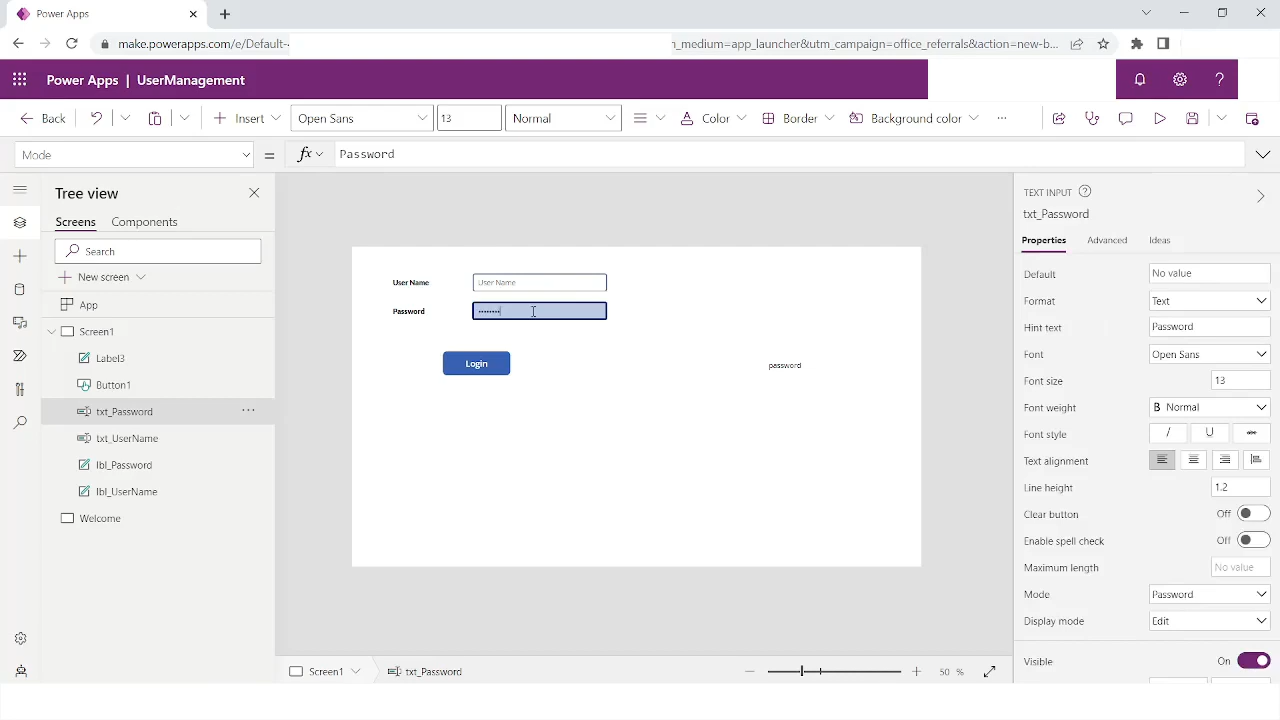 Power Apps
make.powerapps.com/e/Default-
n_medium=app_launcher&utm_campaign=office_referrals&action=new-b...
Power Apps | UserManagement
Back
Insert
Open Sans
13
Normal
Color
Border
Background color
Mode
=
fx
Password
Tree view
Screens
Components
Search
New screen
App
Screen1
Label3
Button1
txt_Password
txt_UserName
lbl_Password
lbl_UserName
Welcome
User Name
User Name
Password
Login
password
Screen1
txt_Password
50 %
TEXT INPUT
txt_Password
Properties
Advanced
Ideas
Default
No value
Format
Text
Hint text
Password
Font
Open Sans
Font size
13
Font weight
B Normal
Font style
Text alignment
Line height
1.2
Clear button
Off
Enable spell check
Off
Maximum length
No value
Mode
Password
Display mode
Edit
Visible
On